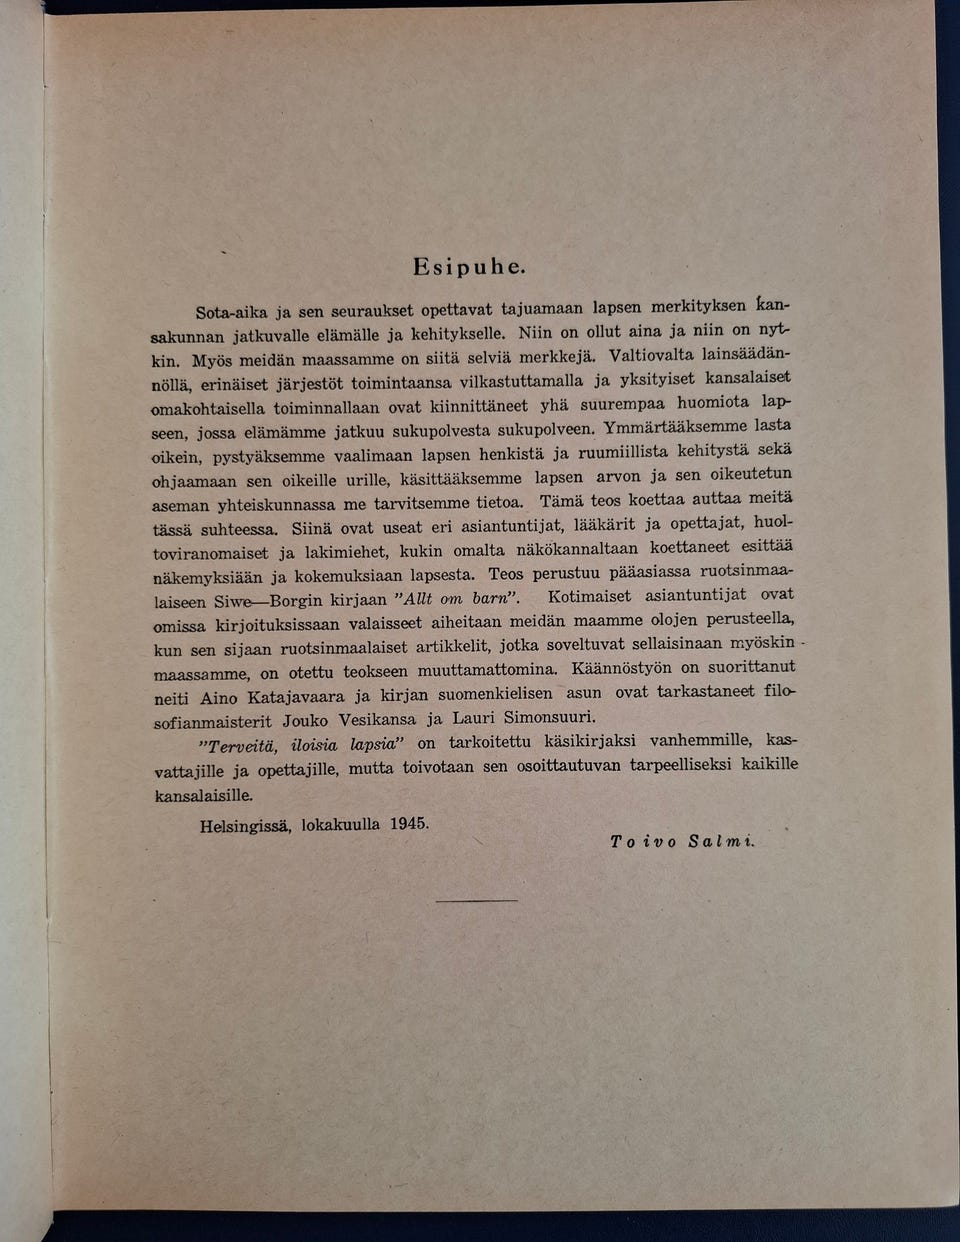 Esipuhe.
Sota-aika ja sen seuraukset opettavat tajuamaan lapsen merkityksen kan-
sakunnan jatkuvalle elämälle ja kehitykselle. Niin on ollut aina ja niin on nyt-
kin. Myös meidän maassamme on siitä selviä merkkejä. Valtiovalta lainsäädän-
nöllä, erinäiset järjestöt toimintaansa vilkastuttamalla ja yksityiset kansalaiset
omakohtaisella toiminnallaan ovat kiinnittäneet yhä suurempaa huomiota lap-
seen, jossa elämämme jatkuu sukupolvesta sukupolveen. Ymmärtääksemme lasta
oikein, pystyäksemme vaalimaan lapsen henkistä ja ruumiillista kehitystä sekä
ohjaamaan sen oikeille urille, käsittääksemme lapsen arvon ja sen oikeutetun
aseman yhteiskunnassa me tarvitsemme tietoa. Tämä teos koettaa auttaa meitä
tässä suhteessa. Siinä ovat useat eri asiantuntijat, lääkärit ja opettajat, huol-
toviranomaiset ja lakimiehet, kukin omalta näkökannaltaan koettaneet esittää
näkemyksiään ja kokemuksiaan lapsesta. Teos perustuu pääasiassa ruotsinmaa-
laiseen Siwe—Borgin kirjaan ”Allt om barn”. Kotimaiset asiantuntijat ovat
omissa kirjoituksissaan valaisseet aiheitaan meidän maamme olojen perusteella,
kun sen sijaan ruotsinmaalaiset artikkelit, jotka soveltuvat sellaisinaan myöskin
maassamme, on otettu teokseen muuttamattomina. Käännöstyön on suorittanut
neiti Aino Katajavaara ja kirjan suomenkielisen asun ovat tarkastaneet filo-
sofianmaisterit Jouko Vesikansa ja Lauri Simonsuuri.
”Terveitä, iloisia lapsia” on tarkoitettu käsikirjaksi vanhemmille, kas-
vattajille ja opettajille, mutta toivotaan sen osoittautuvan tarpeelliseksi kaikille
kansalaisille.
Helsingissä, lokakuulla 1945.
Toivo Salmi.